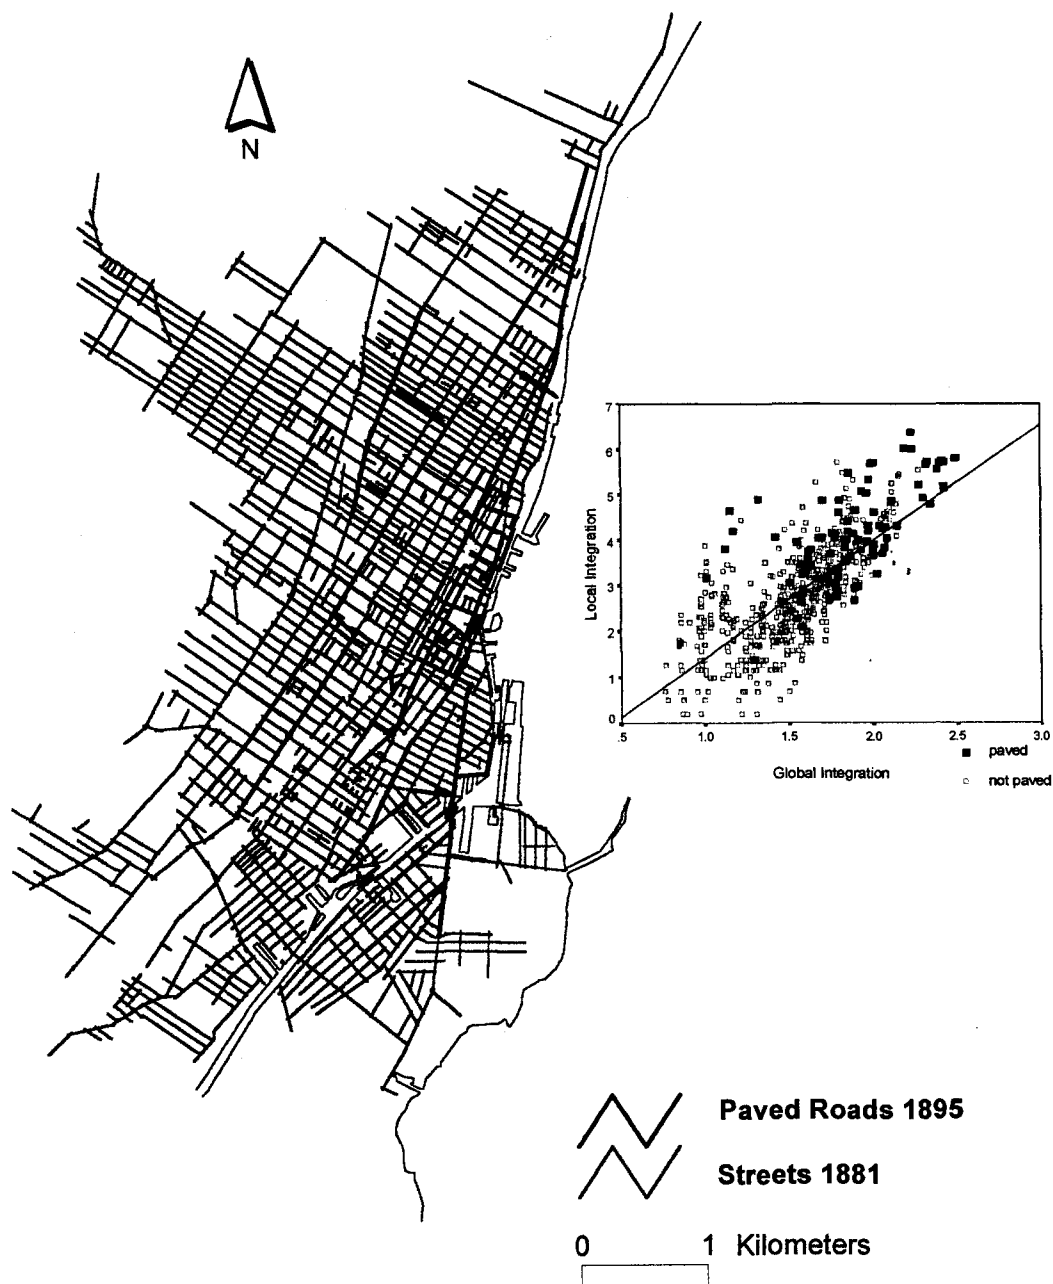 N
7
6
5
4
3
2
1
0
Local Integration
.5 1.0 1.5 2.0 2.5 3.0
Global Integration
paved
not paved
Paved Roads 1895
Streets 1881
0 1 Kilometers